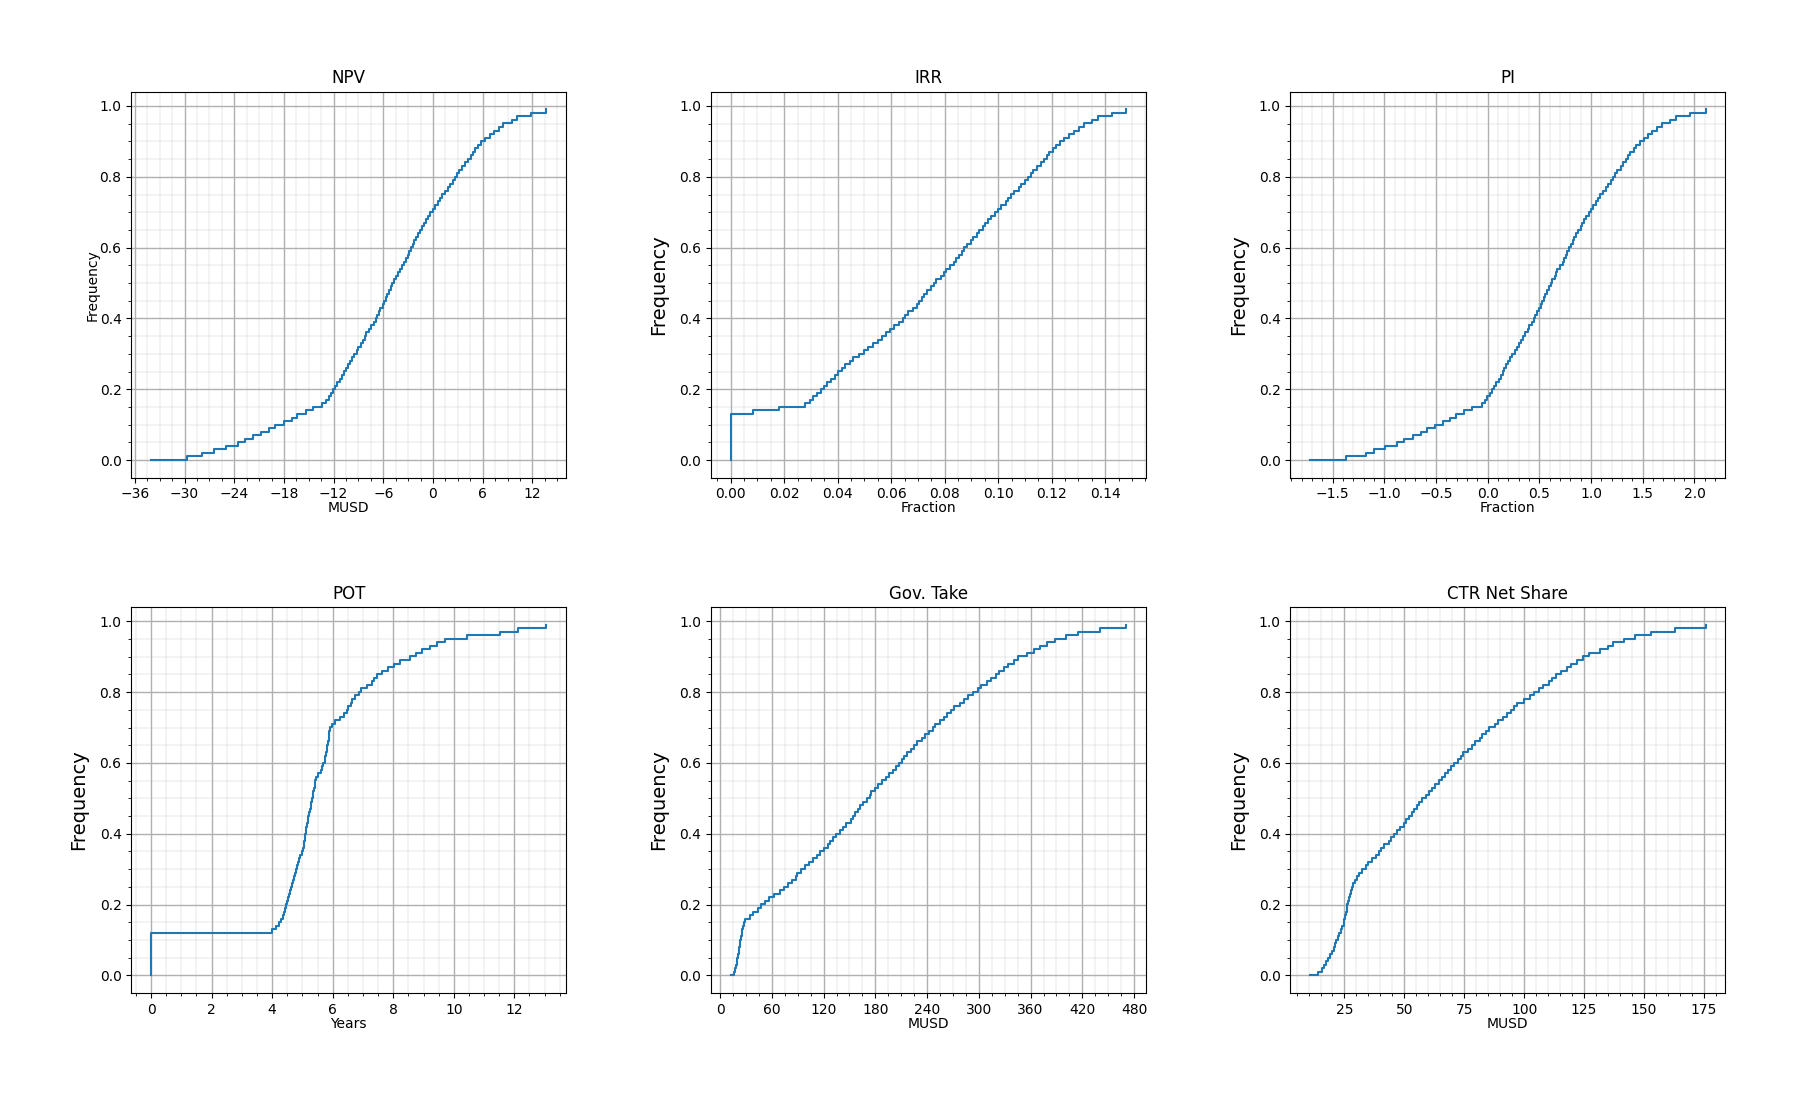 NPV
IRR
PI
1.0
0.8
0.6
0.4
0.2
0.0
Frequency
−36 −30 −24 −18 −12 −6 0 6 12
MUSD
1.0
0.8
0.6
0.4
0.2
0.0
Frequency
0.00 0.02 0.04 0.06 0.08 0.10 0.12 0.14
Fraction
1.0
0.8
0.6
0.4
0.2
0.0
Frequency
−1.5 −1.0 −0.5 0.0 0.5 1.0 1.5 2.0
Fraction
POT
Gov. Take
CTR Net Share
1.0
0.8
0.6
0.4
0.2
0.0
Frequency
0 2 4 6 8 10 12
Years
1.0
0.8
0.6
0.4
0.2
0.0
Frequency
0 60 120 180 240 300 360 420 480
MUSD
1.0
0.8
0.6
0.4
0.2
0.0
Frequency
25 50 75 100 125 150 175
MUSD